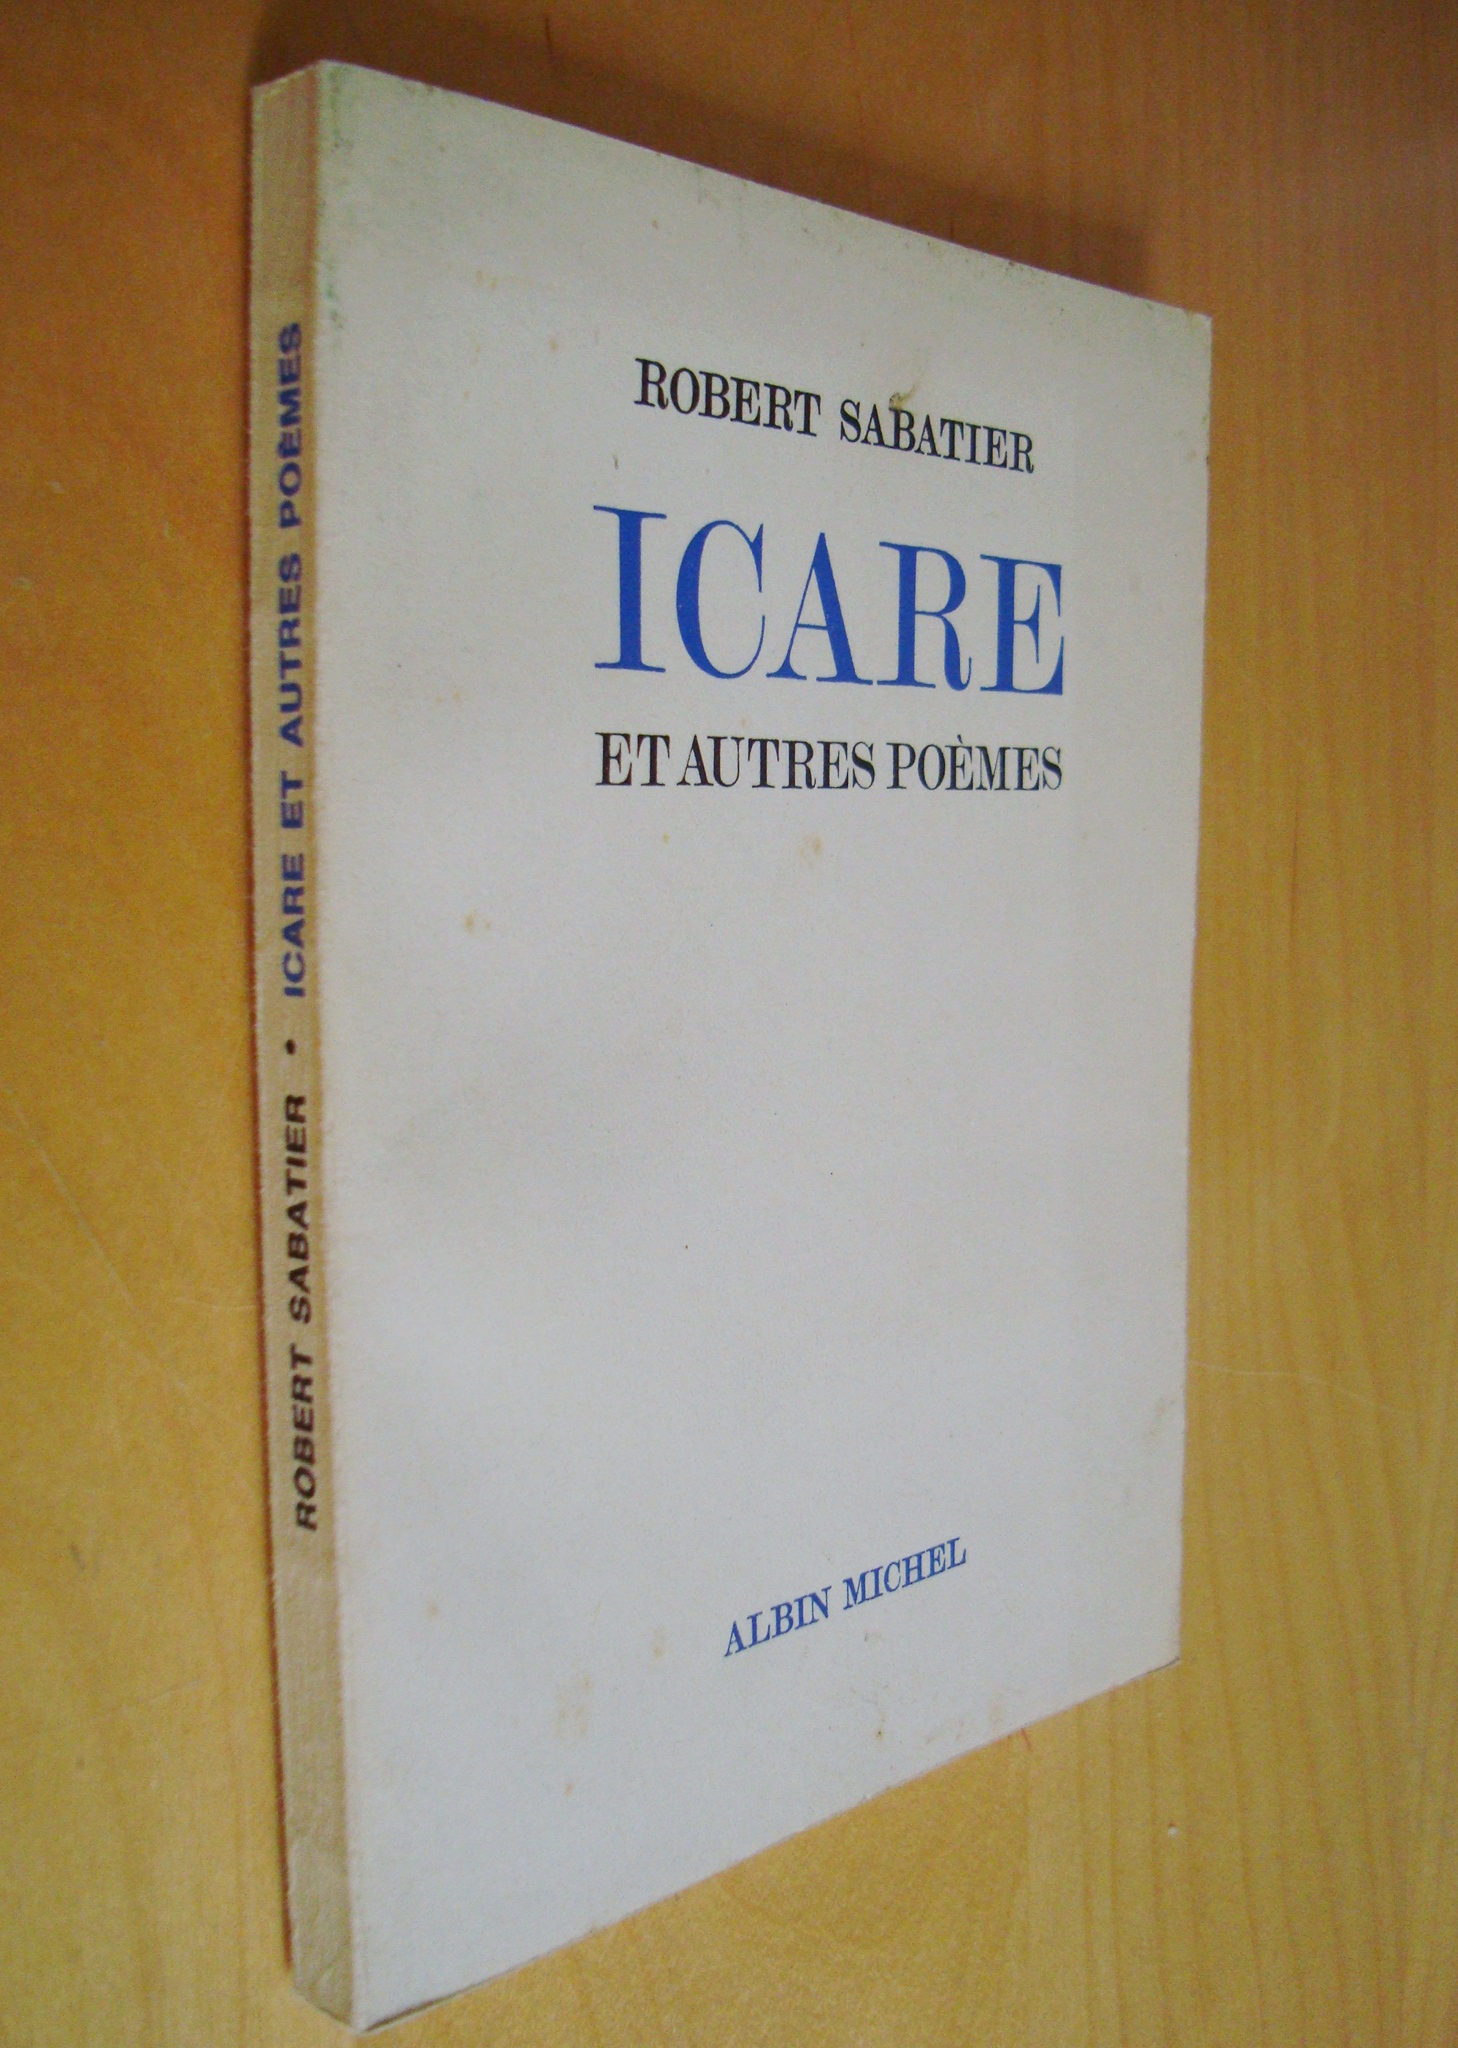 ROBERT SABATIER • ICARE ET AUTRES POÈMES
ROBERT SABATIER
ICARE
ET AUTRES POÈMES
ALBIN MICHEL